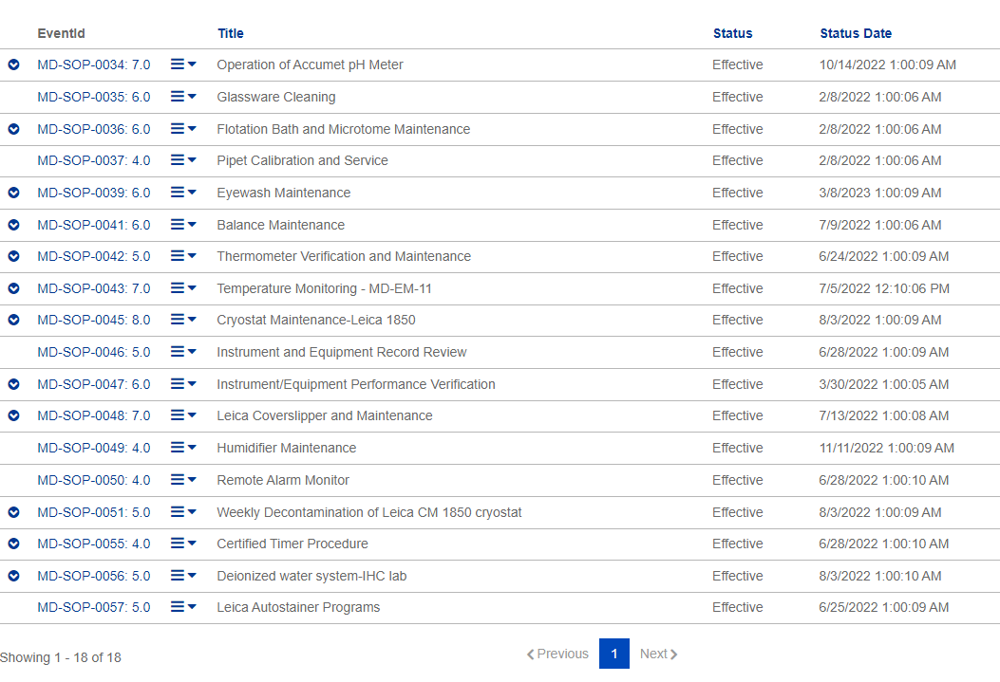 EventId Title Status Status Date
MD-SOP-0034: 7.0 Operation of Accumet pH Meter Effective 10/14/2022 1:00:09 AM
MD-SOP-0035: 6.0 Glassware Cleaning Effective 2/8/2022 1:00:06 AM
MD-SOP-0036: 6.0 Flotation Bath and Microtome Maintenance Effective 2/8/2022 1:00:06 AM
MD-SOP-0037: 4.0 Pipet Calibration and Service Effective 2/8/2022 1:00:06 AM
MD-SOP-0039: 6.0 Eyewash Maintenance Effective 3/8/2023 1:00:09 AM
MD-SOP-0041: 6.0 Balance Maintenance Effective 7/9/2022 1:00:06 AM
MD-SOP-0042: 5.0 Thermometer Verification and Maintenance Effective 6/24/2022 1:00:09 AM
MD-SOP-0043: 7.0 Temperature Monitoring - MD-EM-11 Effective 7/5/2022 12:10:06 PM
MD-SOP-0045: 8.0 Cryostat Maintenance-Leica 1850 Effective 8/3/2022 1:00:09 AM
MD-SOP-0046: 5.0 Instrument and Equipment Record Review Effective 6/28/2022 1:00:09 AM
MD-SOP-0047: 6.0 Instrument/Equipment Performance Verification Effective 3/30/2022 1:00:05 AM
MD-SOP-0048: 7.0 Leica Coverslipper and Maintenance Effective 7/13/2022 1:00:08 AM
MD-SOP-0049: 4.0 Humidifier Maintenance Effective 11/11/2022 1:00:09 AM
MD-SOP-0050: 4.0 Remote Alarm Monitor Effective 6/28/2022 1:00:10 AM
MD-SOP-0051: 5.0 Weekly Decontamination of Leica CM 1850 cryostat Effective 8/3/2022 1:00:09 AM
MD-SOP-0055: 4.0 Certified Timer Procedure Effective 6/28/2022 1:00:10 AM
MD-SOP-0056: 5.0 Deionized water system-IHC lab Effective 8/3/2022 1:00:10 AM
MD-SOP-0057: 5.0 Leica Autostainer Programs Effective 6/25/2022 1:00:09 AM
Showing 1 - 18 of 18 Previous 1 Next